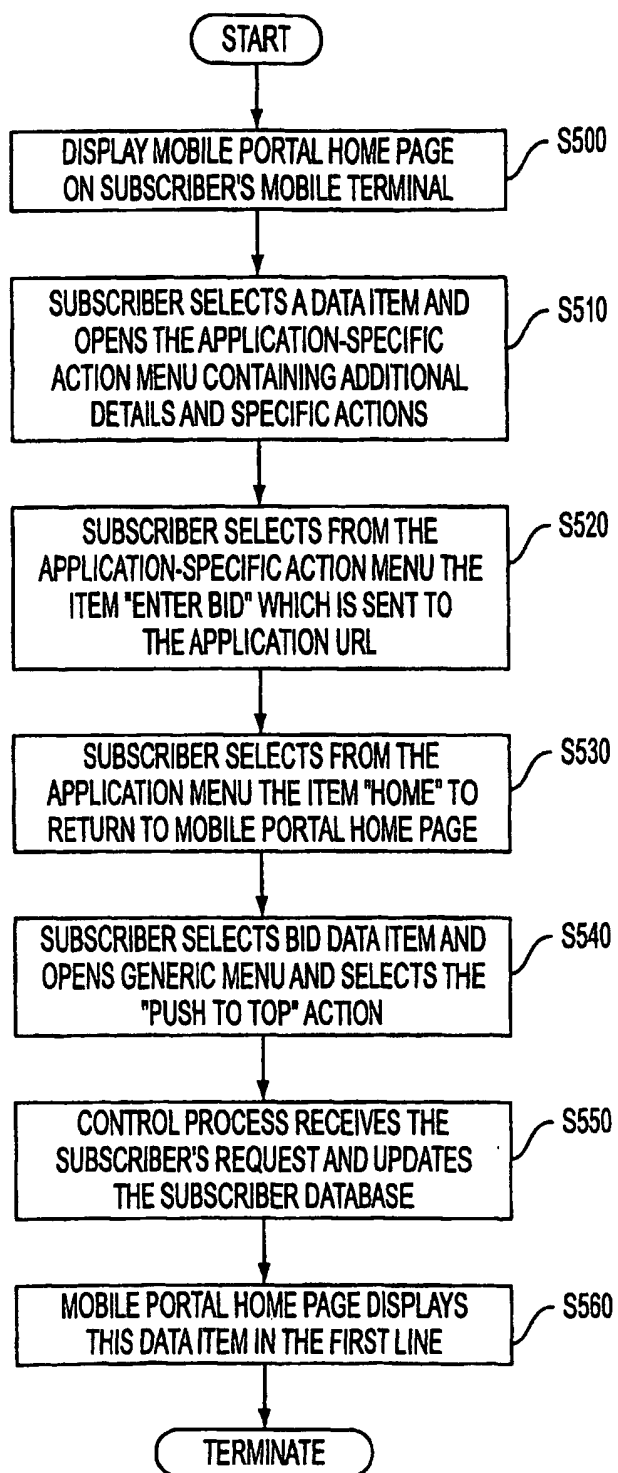 START
DISPLAY MOBILE PORTAL HOME PAGE
ON SUBSCRIBER'S MOBILE TERMINAL
S500
SUBSCRIBER SELECTS A DATA ITEM AND
OPENS THE APPLICATION-SPECIFIC
ACTION MENU CONTAINING ADDITIONAL
DETAILS AND SPECIFIC ACTIONS
S510
SUBSCRIBER SELECTS FROM THE
APPLICATION-SPECIFIC ACTION MENU THE
ITEM "ENTER BID" WHICH IS SENT TO
THE APPLICATION URL
S520
SUBSCRIBER SELECTS FROM THE
APPLICATION MENU THE ITEM "HOME" TO
RETURN TO MOBILE PORTAL HOME PAGE
S530
SUBSCRIBER SELECTS BID DATA ITEM AND
OPENS GENERIC MENU AND SELECTS THE
"PUSH TO TOP" ACTION
S540
CONTROL PROCESS RECEIVES THE
SUBSCRIBER'S REQUEST AND UPDATES
THE SUBSCRIBER DATABASE
S550
MOBILE PORTAL HOME PAGE DISPLAYS
THIS DATA ITEM IN THE FIRST LINE
S560
TERMINATE